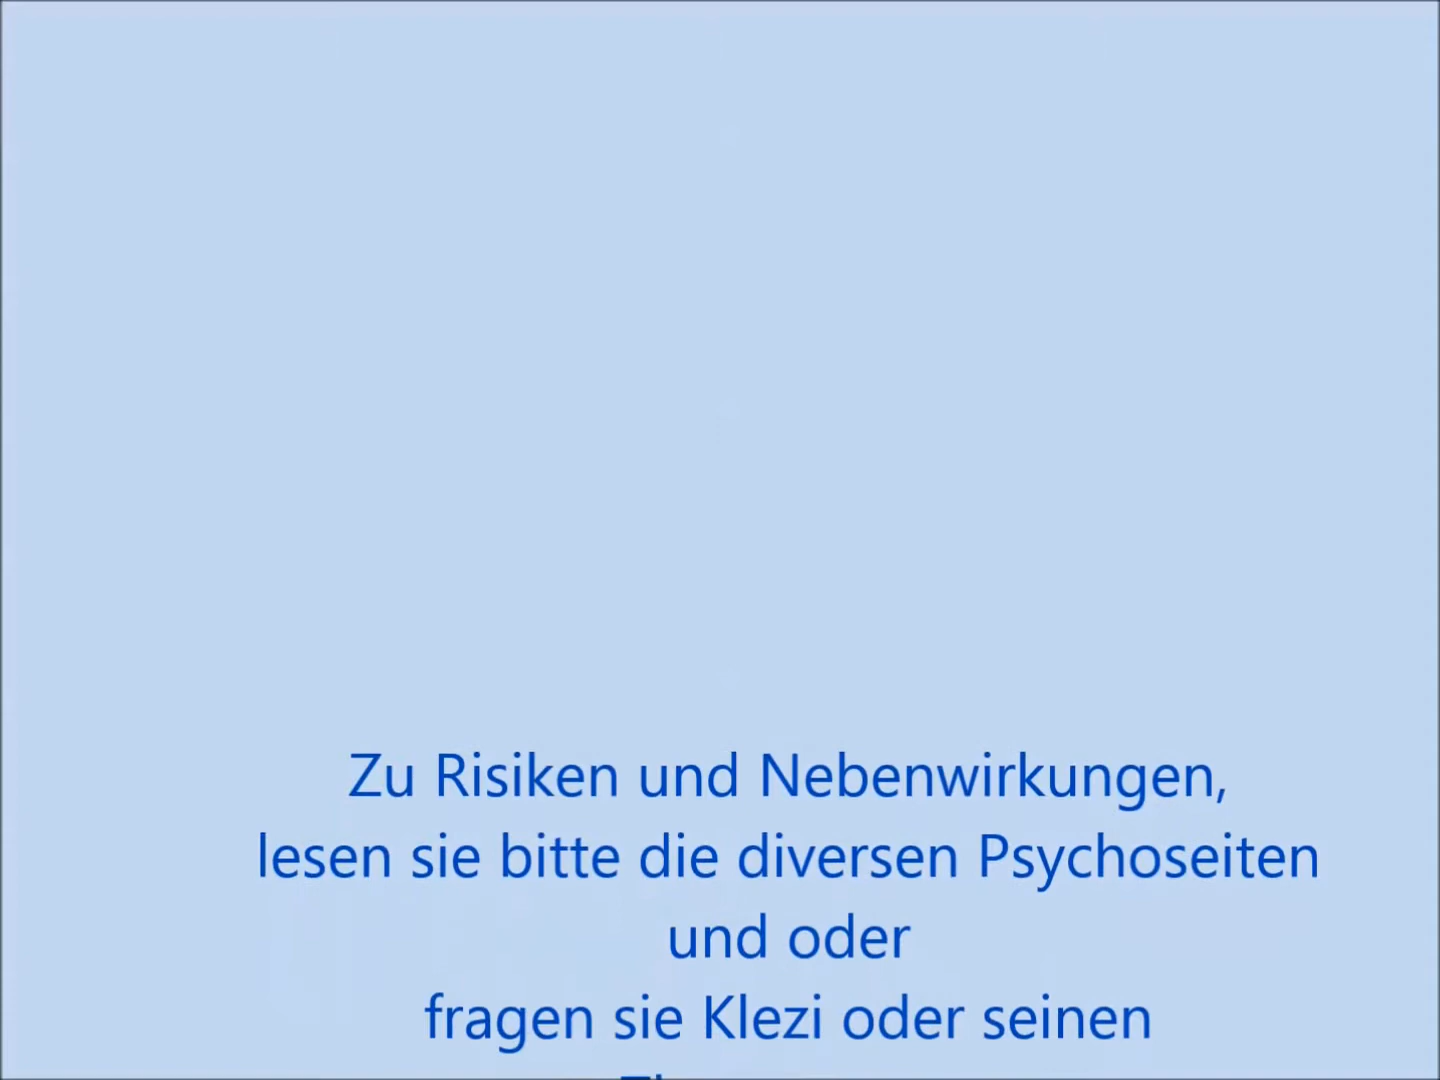 Zu Risiken und Nebenwirkungen,
lesen sie bitte die diversen Psychoseiten
und oder
fragen sie Klezi oder seinen